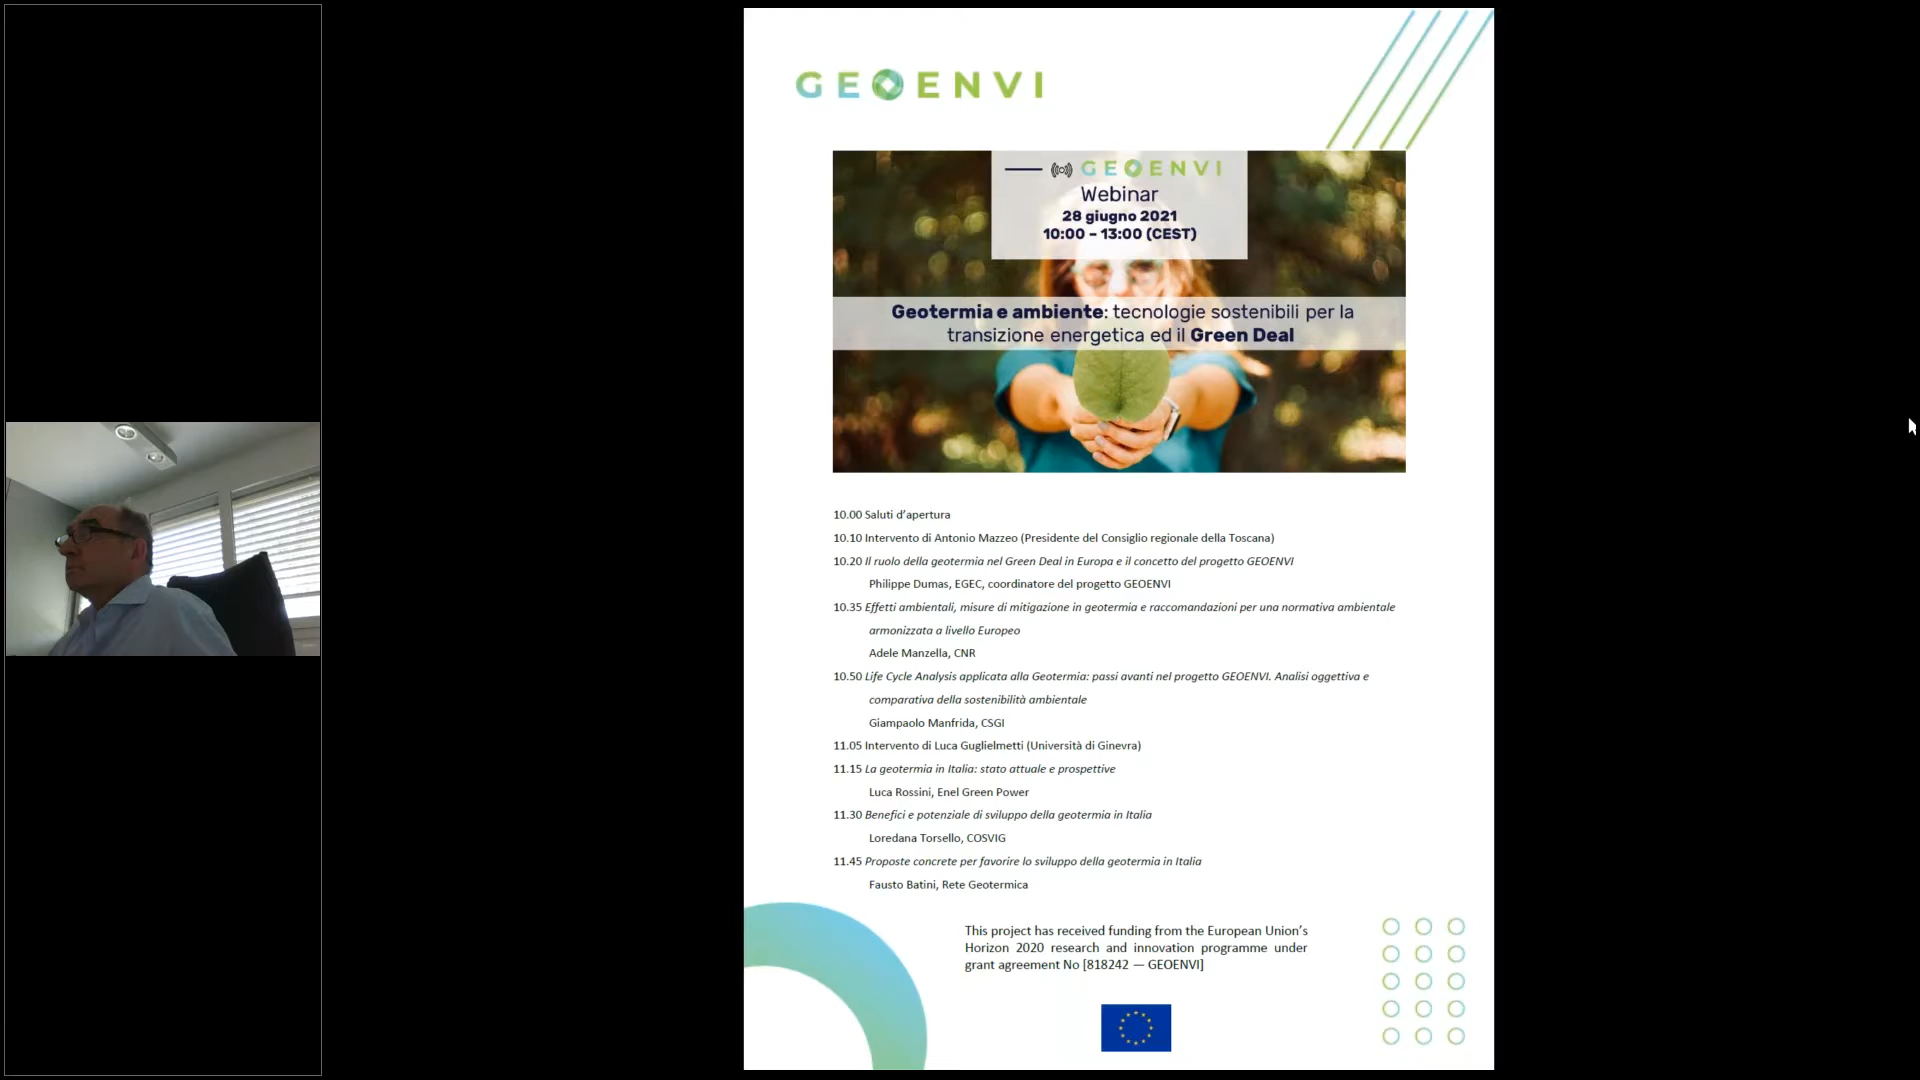 GEOENVI
GEOENVI
Webinar
28 giugno 2021
10:00 – 13:00 (CEST)
Geotermia e ambiente: tecnologie sostenibili per la
transizione energetica ed il Green Deal
10.00 Saluti d’apertura
10.10 Intervento di Antonio Mazzeo (Presidente del Consiglio regionale della Toscana)
10.20 Il ruolo della geotermia nel Green Deal in Europa e il concetto del progetto GEOENVI
Philippe Dumas, EGEC, coordinatore del progetto GEOENVI
10.35 Effetti ambientali, misure di mitigazione in geotermia e raccomandazioni per una normativa ambientale
armonizzata a livello Europeo
Adele Manzella, CNR
10.50 Life Cycle Analysis applicata alla Geotermia: passi avanti nel progetto GEOENVI. Analisi oggettiva e
comparativa della sostenibilità ambientale
Giampaolo Manfrida, CSGI
11.05 Intervento di Luca Guglielmetti (Università di Ginevra)
11.15 La geotermia in Italia: stato attuale e prospettive
Luca Rossini, Enel Green Power
11.30 Benefici e potenziale di sviluppo della geotermia in Italia
Loredana Torsello, COSVIG
11.45 Proposte concrete per favorire lo sviluppo della geotermia in Italia
Fausto Batini, Rete Geotermica
This project has received funding from the European Union’s
Horizon 2020 research and innovation programme under
grant agreement No [818242 — GEOENVI]